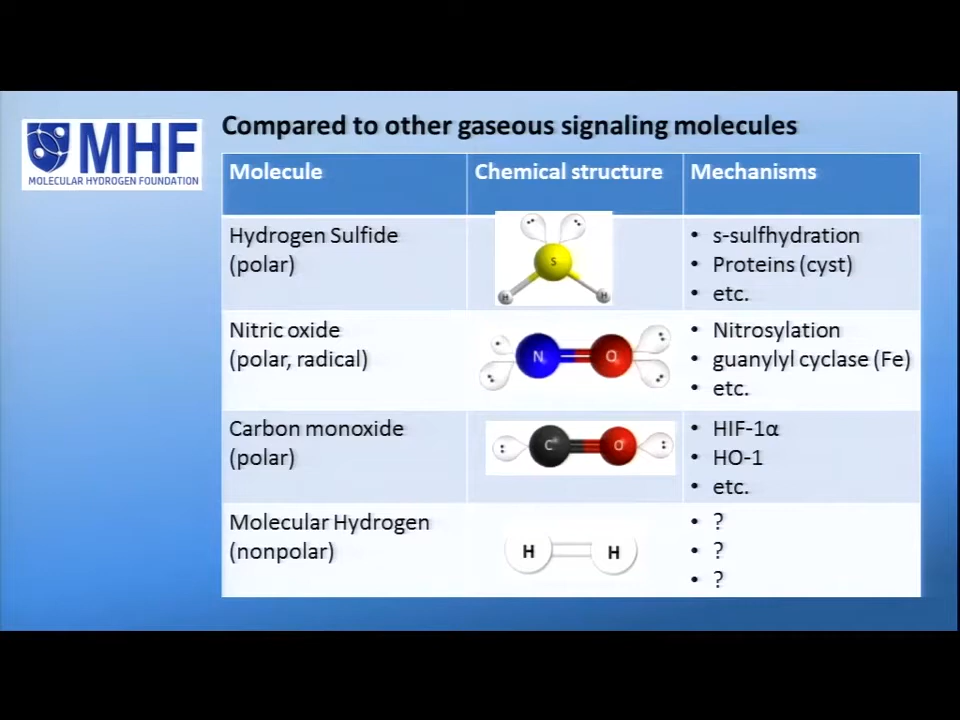 MHF
MOLECULAR HYDROGEN FOUNDATION
Compared to other gaseous signaling molecules
Molecule Chemical structure Mechanisms
Hydrogen Sulfide
(polar)
S
H H
• s-sulfhydration
• Proteins (cyst)
• etc.
Nitric oxide
(polar, radical)
N O
• Nitrosylation
• guanylyl cyclase (Fe)
• etc.
Carbon monoxide
(polar)
C O
• HIF-1α
• HO-1
• etc.
Molecular Hydrogen
(nonpolar)
H H
• ?
• ?
• ?